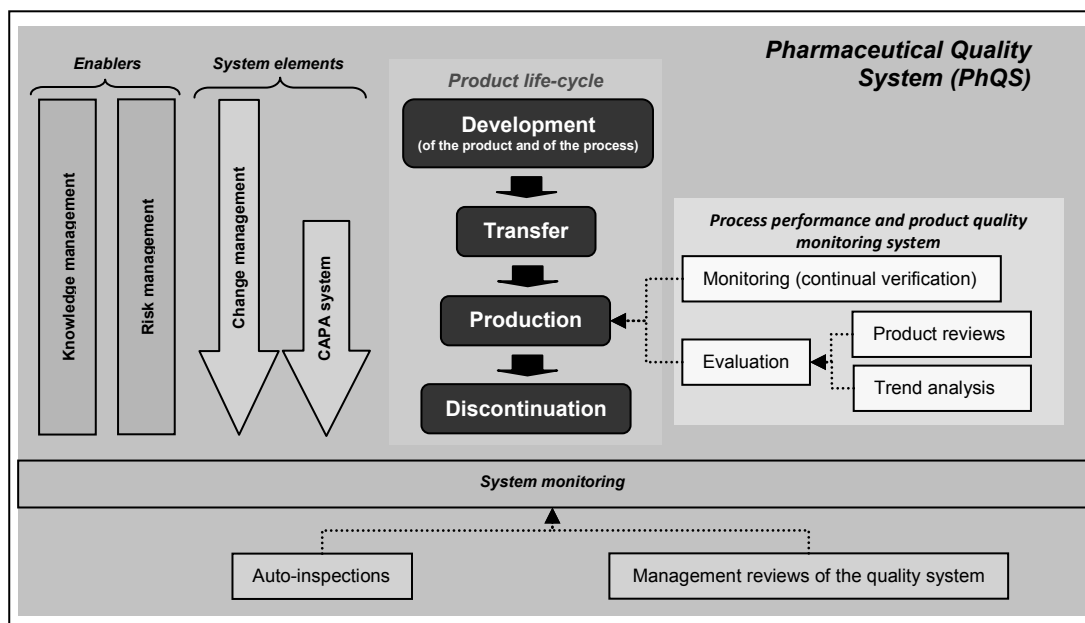 Pharmaceutical Quality
System (PhQS)
Enablers
System elements
Knowledge management
Risk management
Change management
CAPA system
Product life-cycle
Development
(of the product and of the process)
Transfer
Production
Discontinuation
Process performance and product quality
monitoring system
Monitoring (continual verification)
Evaluation
Product reviews
Trend analysis
System monitoring
Auto-inspections
Management reviews of the quality system